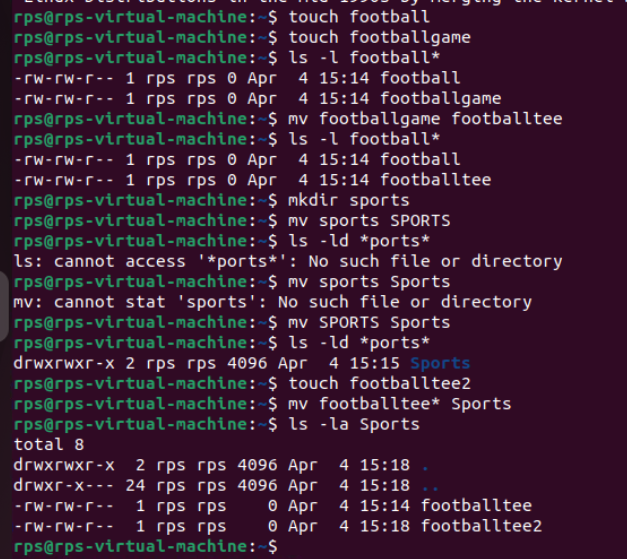 rps@rps-virtual-machine:~$ touch football
rps@rps-virtual-machine:~$ touch footballgame
rps@rps-virtual-machine:~$ ls -l football*
-rw-rw-r-- 1 rps rps 0 Apr  4 15:14 football
-rw-rw-r-- 1 rps rps 0 Apr  4 15:14 footballgame
rps@rps-virtual-machine:~$ mv footballgame footballtee
rps@rps-virtual-machine:~$ ls -l football*
-rw-rw-r-- 1 rps rps 0 Apr  4 15:14 football
-rw-rw-r-- 1 rps rps 0 Apr  4 15:14 footballtee
rps@rps-virtual-machine:~$ mkdir sports
rps@rps-virtual-machine:~$ mv sports SPORTS
rps@rps-virtual-machine:~$ ls -ld *ports*
ls: cannot access '*ports*': No such file or directory
rps@rps-virtual-machine:~$ mv sports Sports
mv: cannot stat 'sports': No such file or directory
rps@rps-virtual-machine:~$ mv SPORTS Sports
rps@rps-virtual-machine:~$ ls -ld *ports*
drwxrwxr-x 2 rps rps 4096 Apr  4 15:15 Sports
rps@rps-virtual-machine:~$ touch footballtee2
rps@rps-virtual-machine:~$ mv footballtee* Sports
rps@rps-virtual-machine:~$ ls -la Sports
total 8
drwxrwxr-x  2 rps rps 4096 Apr  4 15:18 .
drwxr-x--- 24 rps rps 4096 Apr  4 15:18 ..
-rw-rw-r--  1 rps rps    0 Apr  4 15:14 footballtee
-rw-rw-r--  1 rps rps    0 Apr  4 15:18 footballtee2
rps@rps-virtual-machine:~$